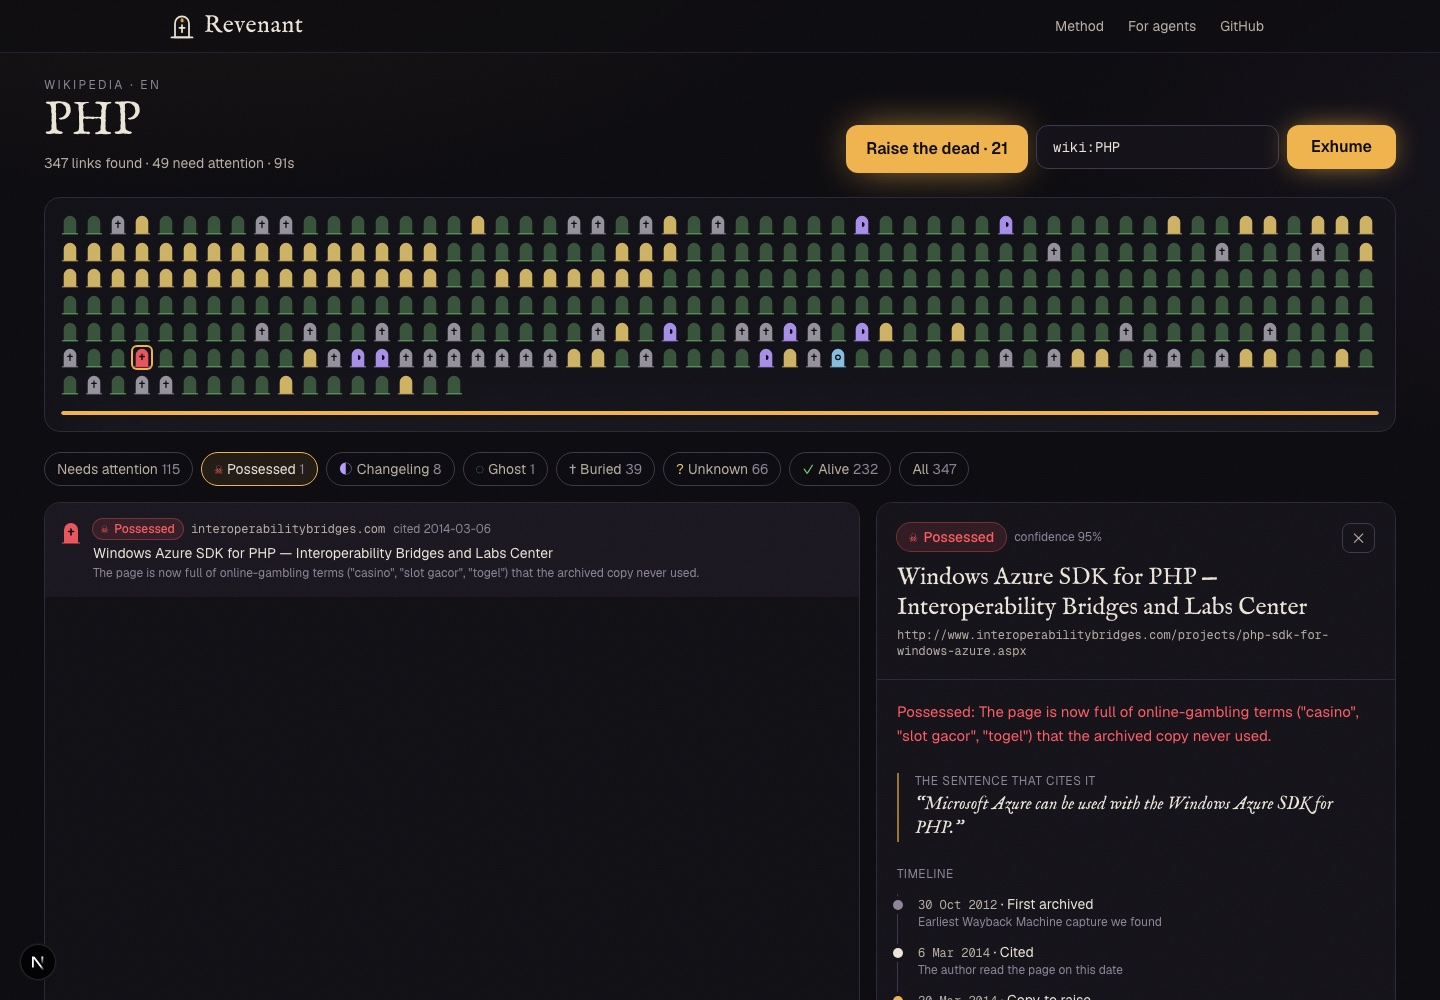 Revenant
Method
For agents
GitHub
WIKIPEDIA · EN
PHP
347 links found · 49 need attention · 91s
Raise the dead · 21
wiki:PHP
Exhume
Needs attention 115
Possessed 1
Changeling 8
Ghost 1
† Buried 39
? Unknown 66
✓ Alive 232
All 347
Possessed interoperabilitybridges.com cited 2014-03-06
Windows Azure SDK for PHP — Interoperability Bridges and Labs Center
The page is now full of online-gambling terms ("casino", "slot gacor", "togel") that the archived copy never used.
Possessed confidence 95%
Windows Azure SDK for PHP —
Interoperability Bridges and Labs Center
http://www.interoperabilitybridges.com/projects/php-sdk-for-
windows-azure.aspx
Possessed: The page is now full of online-gambling terms ("casino",
"slot gacor", "togel") that the archived copy never used.
THE SENTENCE THAT CITES IT
“Microsoft Azure can be used with the Windows Azure SDK for
PHP.”
TIMELINE
30 Oct 2012 · First archived
Earliest Wayback Machine capture we found
6 Mar 2014 · Cited
The author read the page on this date
20 Mar 2014 · Copy to raise
N